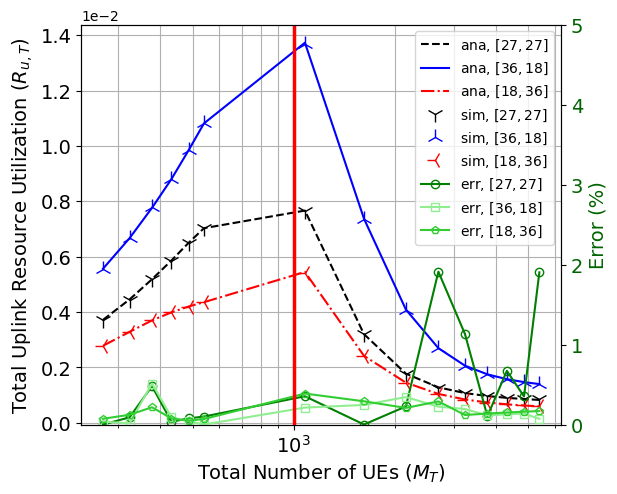 1e−2
Total Uplink Resource Utilization ($R_{u,T}$)
1.4
1.2
1.0
0.8
0.6
0.4
0.2
0.0
ana, [27, 27]
ana, [36, 18]
ana, [18, 36]
sim, [27, 27]
sim, [36, 18]
sim, [18, 36]
err, [27, 27]
err, [36, 18]
err, [18, 36]
5
4
3
2
1
0
Error (%)
10³
Total Number of UEs ($M_T$)